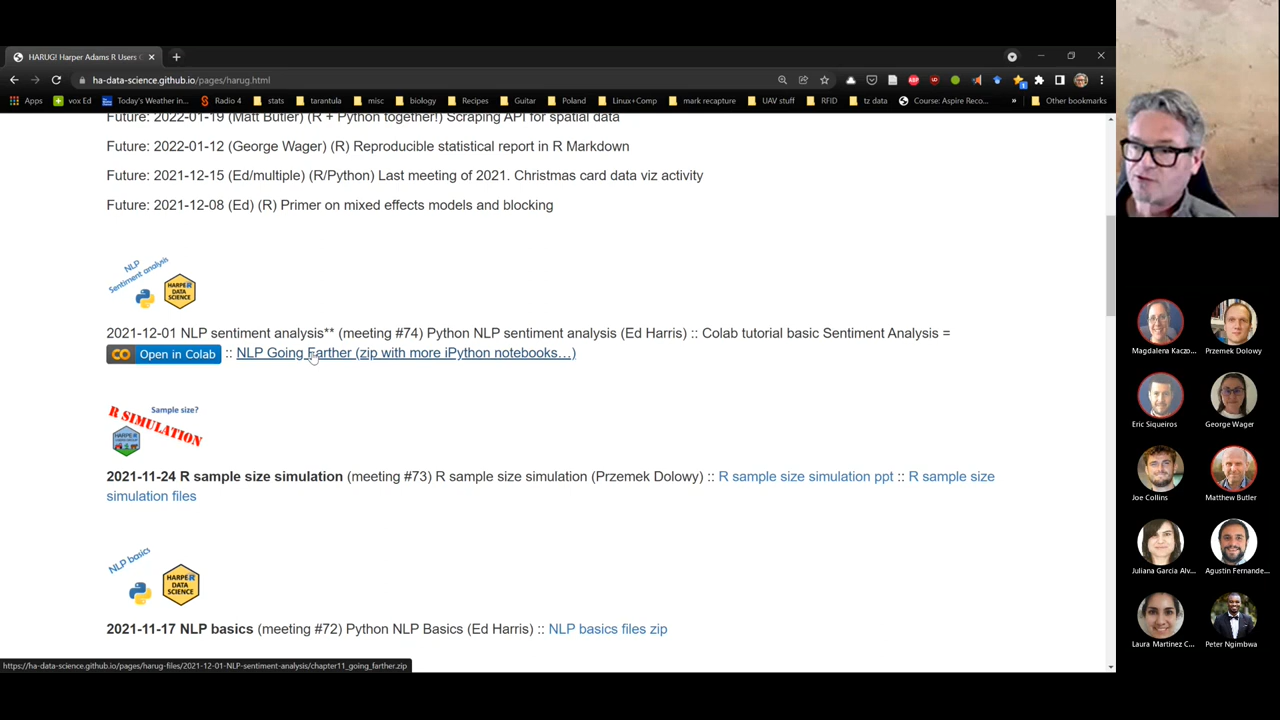 HARUG! Harper Adams R Users
ha-data-science.github.io/pages/harug.html
Apps
vox Ed
Today's Weather in...
Radio 4
stats
tarantula
misc
biology
Recipes
Guitar
Poland
Linux+Comp
mark recapture
UAV stuff
RFID
tz data
Course: Aspire Reco...
»
Other bookmarks
Future: 2022-01-19 (Matt Butler) (R + Python together!) Scraping API for spatial data
Future: 2022-01-12 (George Wager) (R) Reproducible statistical report in R Markdown
Future: 2021-12-15 (Ed/multiple) (R/Python) Last meeting of 2021. Christmas card data viz activity
Future: 2021-12-08 (Ed) (R) Primer on mixed effects models and blocking
NLP
Sentiment analysis
HARPER
DATA
SCIENCE
2021-12-01 NLP sentiment analysis** (meeting #74) Python NLP sentiment analysis (Ed Harris) :: Colab tutorial basic Sentiment Analysis =
Open in Colab :: NLP Going Farther (zip with more iPython notebooks…)
Sample size?
R SIMULATION
2021-11-24 R sample size simulation (meeting #73) R sample size simulation (Przemek Dolowy) :: R sample size simulation ppt :: R sample size
simulation files
NLP basics
HARPER
DATA
SCIENCE
2021-11-17 NLP basics (meeting #72) Python NLP Basics (Ed Harris) :: NLP basics files zip
https://ha-data-science.github.io/pages/harug-files/2021-12-01-NLP-sentiment-analysis/chapter11_going_farther.zip
Magdalena Kaczo...
Przemek Dolowy
Eric Siqueiros
George Wager
Joe Collins
Matthew Butler
Juliana Garcia Alv...
Agustin Fernande...
Laura Martinez C...
Peter Ngimbwa